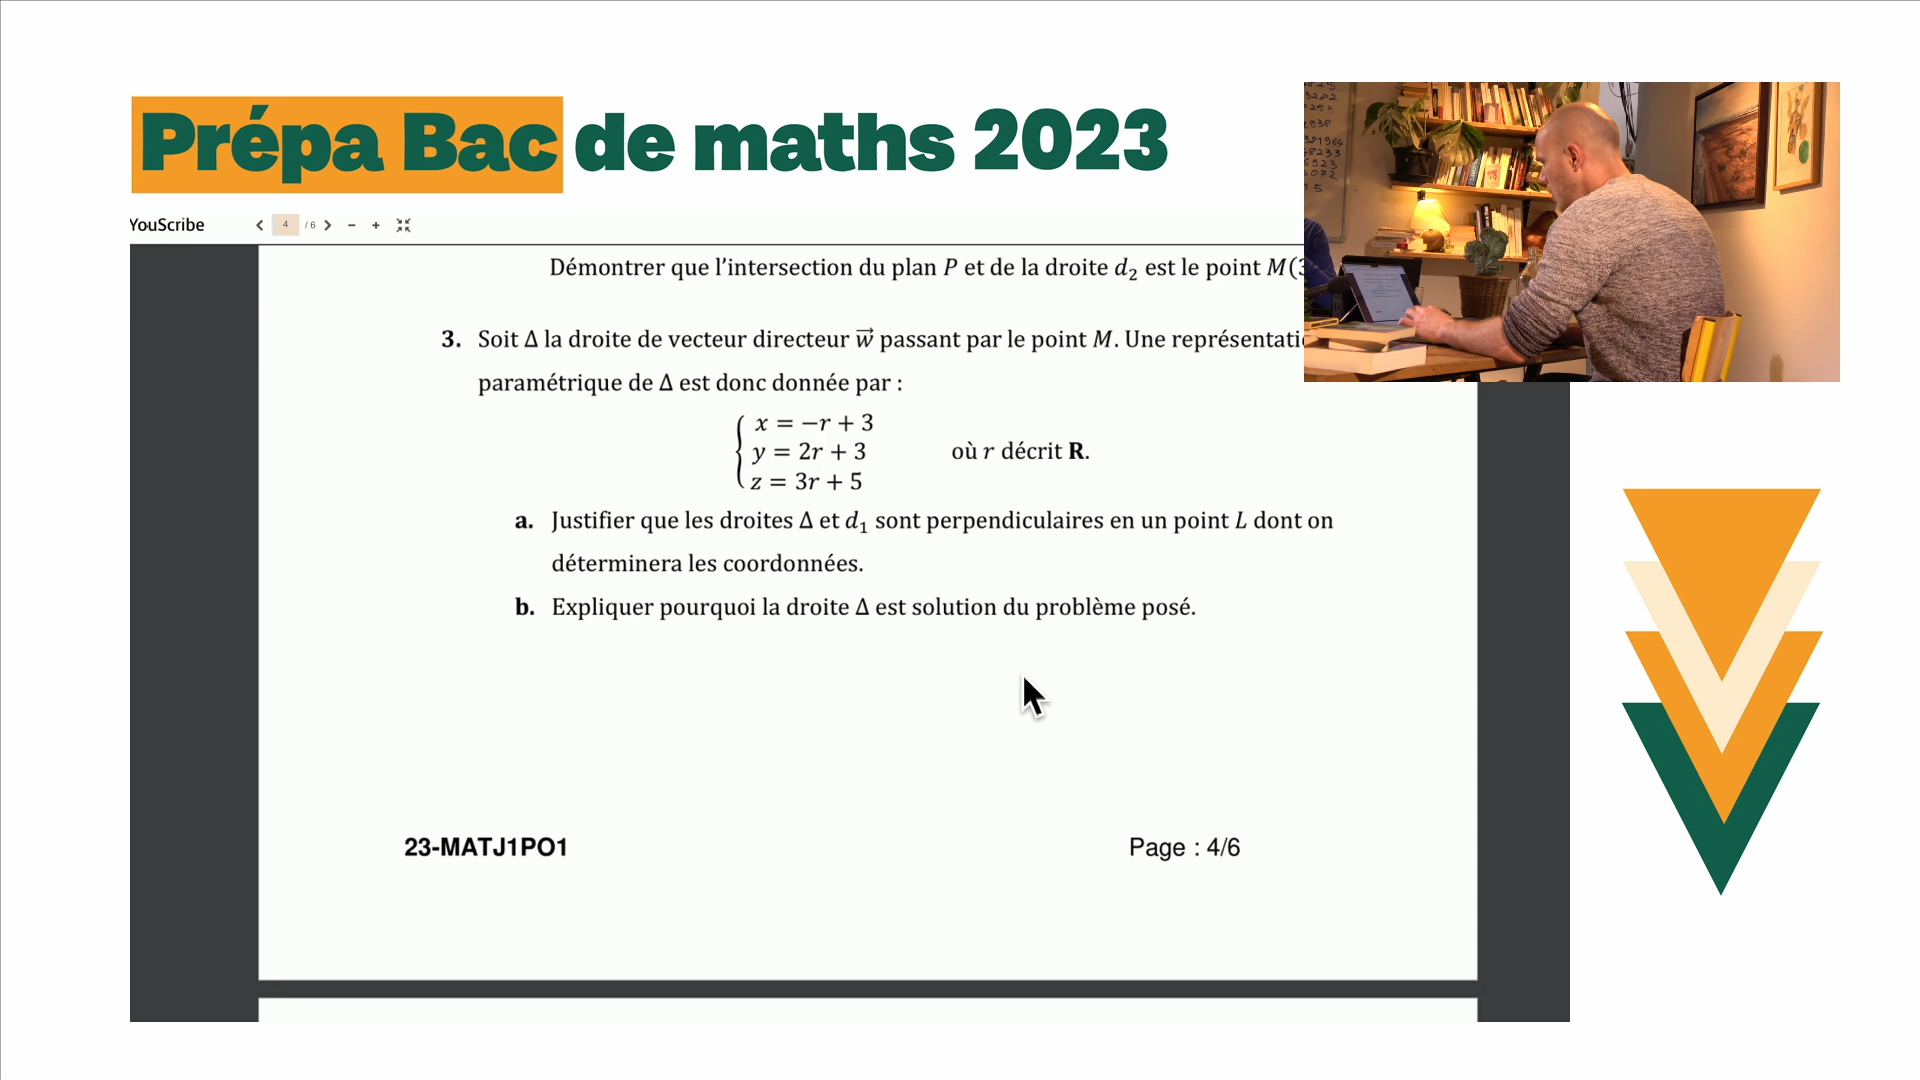 Prépa Bac de maths 2023
YouScribe
4 / 6
Démontrer que l’intersection du plan P et de la droite d₂ est le point M(3
3. Soit Δ la droite de vecteur directeur w⃗ passant par le point M. Une
paramétrique de Δ est donc donnée par :
x = −r + 3
y = 2r + 3 où r décrit R.
z = 3r + 5
a. Justifier que les droites Δ et d₁ sont perpendiculaires en un point L dont on
déterminera les coordonnées.
b. Expliquer pourquoi la droite Δ est solution du problème posé.
23-MATJ1PO1 Page : 4/6